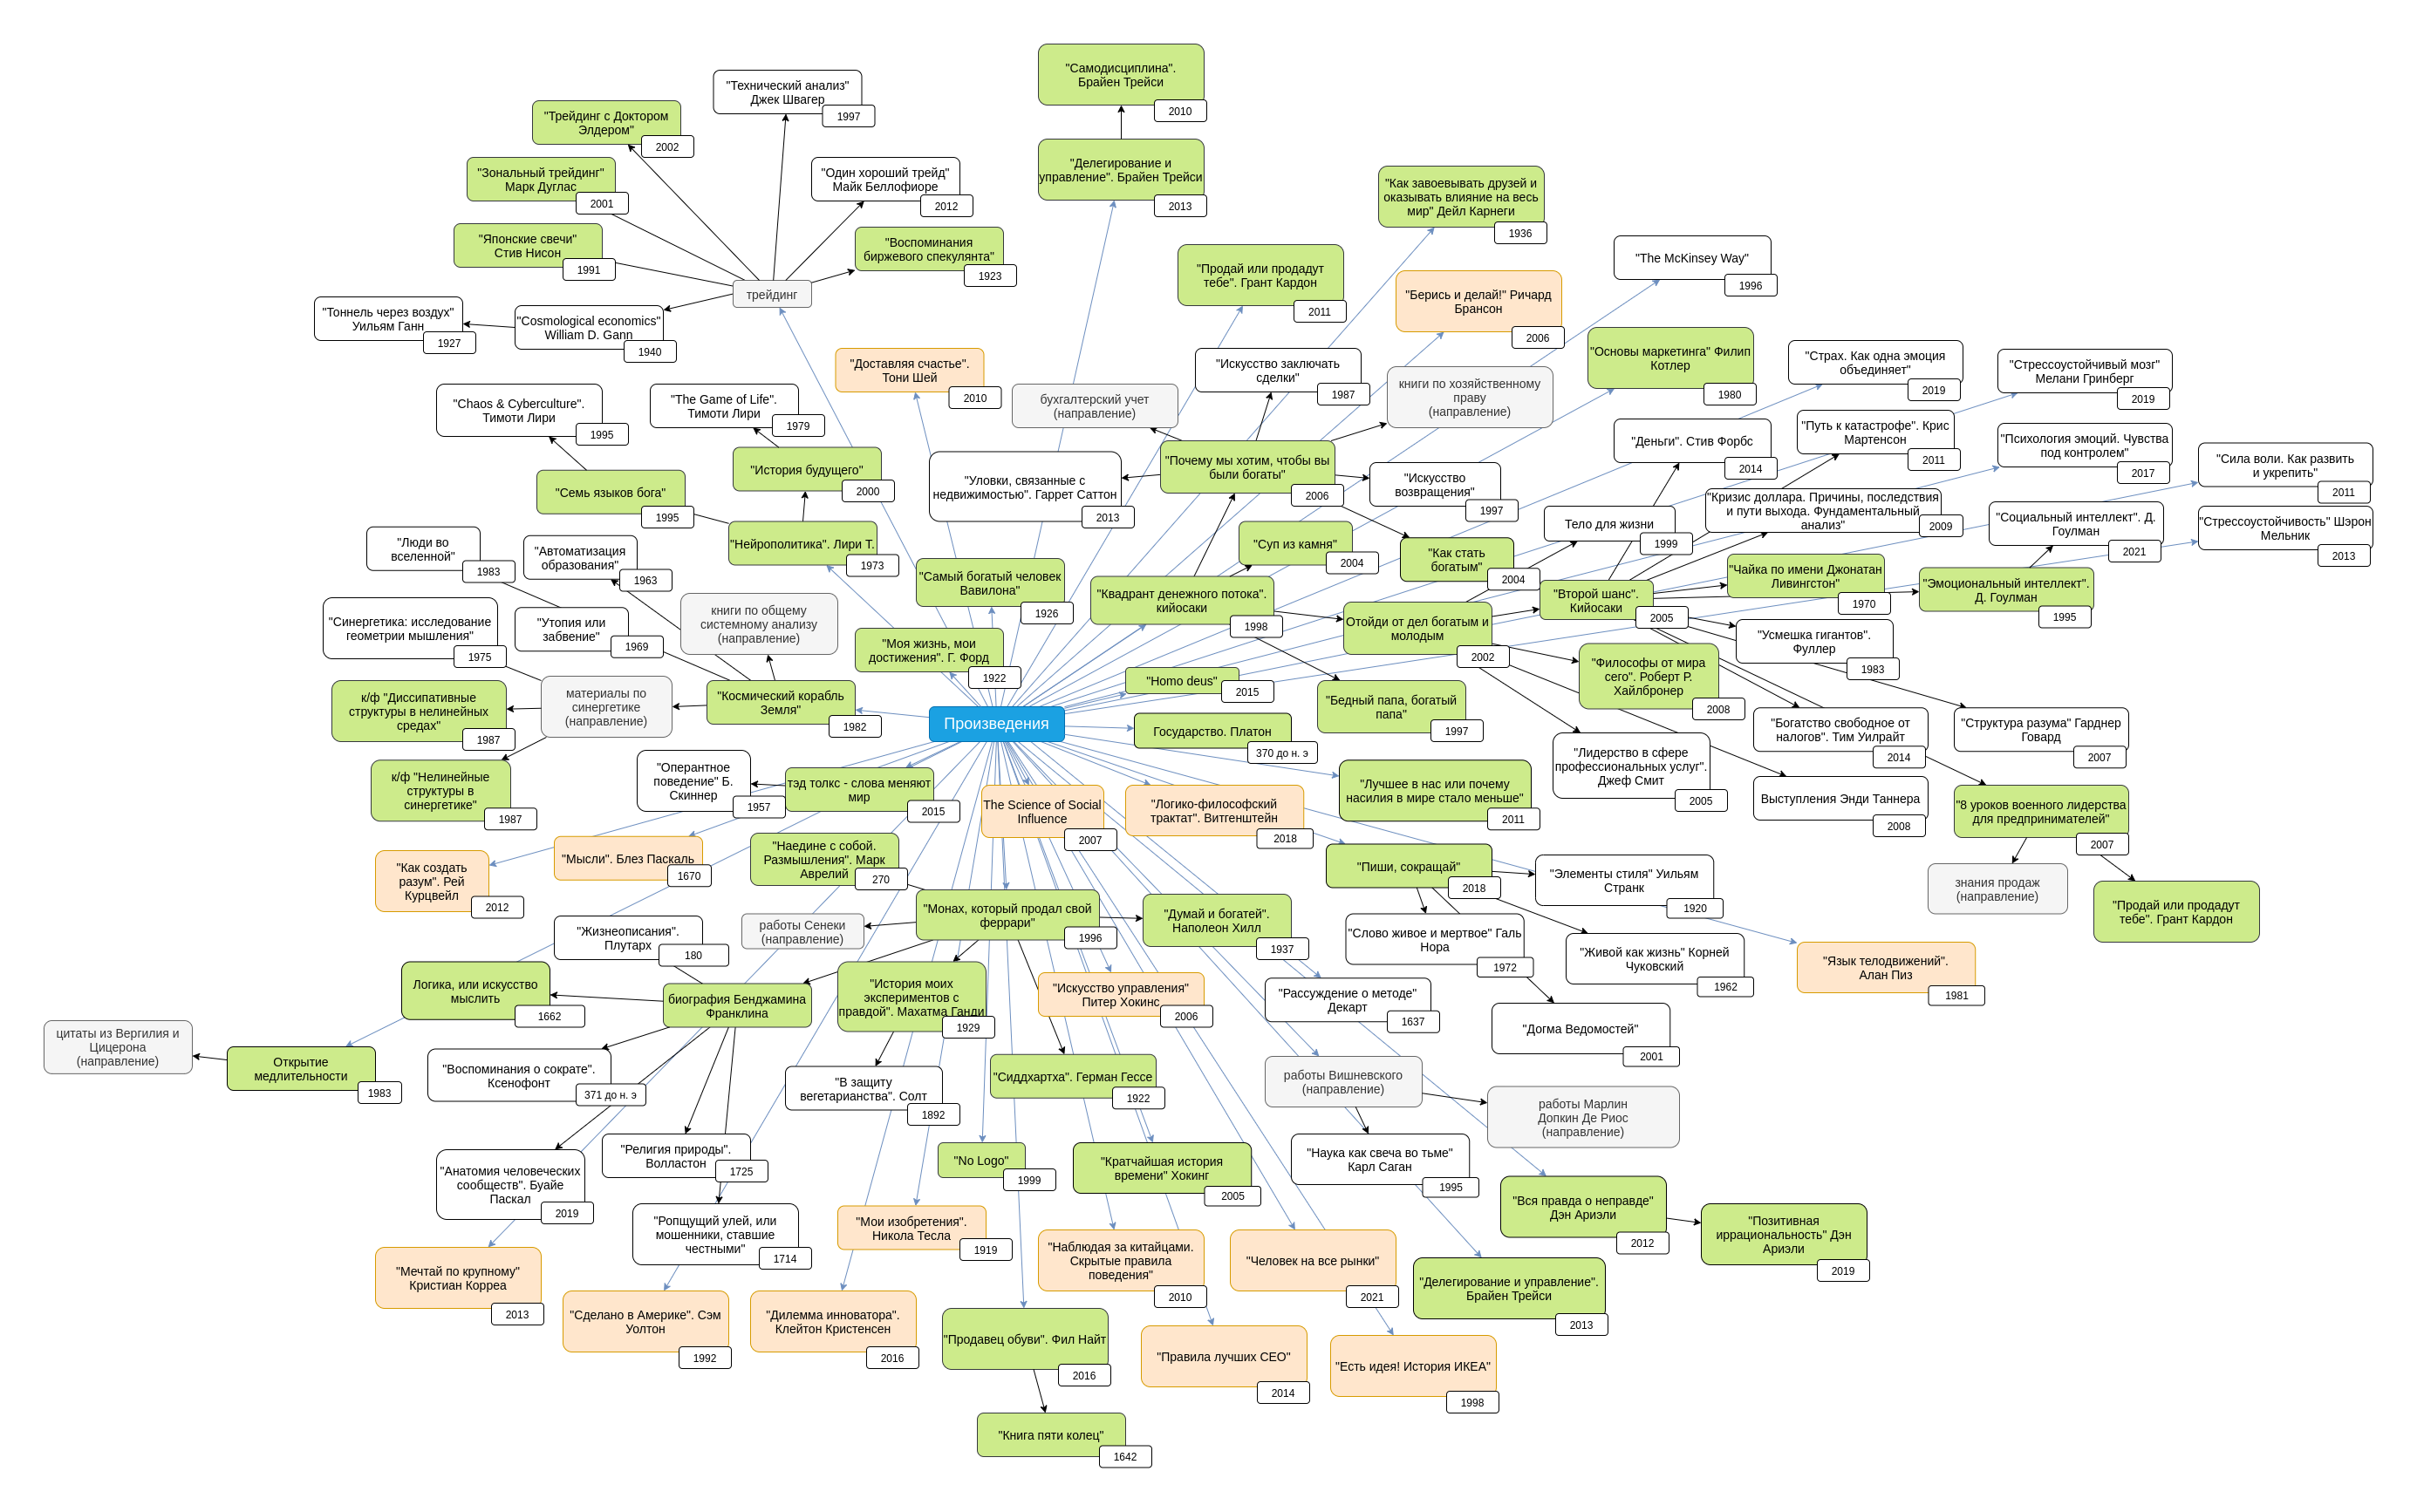 "Самодисциплина".
Брайен Трейси
2010
"Технический анализ"
Джек Швагер
1997
"Трейдинг с Доктором
Элдером"
2002
"Делегирование и
управление". Брайен Трейси
2013
"Зональный трейдинг"
Марк Дуглас
2001
"Один хороший трейд"
Майк Беллофиоре
2012
"Как завоевывать друзей и
оказывать влияние на весь
мир" Дейл Карнеги
1936
"Японские свечи"
Стив Нисон
1991
"Воспоминания
биржевого спекулянта"
1923
"The McKinsey Way"
1996
"Продай или продадут
тебе". Грант Кардон
2011
трейдинг
"Берись и делай!" Ричард
Брансон
2006
"Тоннель через воздух"
Уильям Ганн
1927
"Cosmological economics"
William D. Gann
1940
"Основы маркетинга" Филип
Котлер
1980
"Доставляя счастье".
Тони Шей
2010
"Искусство заключать
сделки"
1987
"Страх. Как одна эмоция
объединяет"
2019
"Стрессоустойчивый мозг"
Мелани Гринберг
2019
бухгалтерский учет
(направление)
книги по хозяйственному
праву
(направление)
"Chaos & Cyberculture".
Тимоти Лири
1995
"The Game of Life".
Тимоти Лири
1979
"Деньги". Стив Форбс
2014
"Путь к катастрофе". Крис
Мартенсон
2011
"Психология эмоций. Чувства
под контролем"
2017
"Сила воли. Как развить
и укрепить"
2011
"История будущего"
2000
"Почему мы хотим, чтобы вы
были богаты"
2006
"Уловки, связанные с
недвижимостью". Гаррет Саттон
2013
"Искусство
возвращения"
1997
"Семь языков бога"
1995
"Кризис доллара. Причины, последствия
и пути выхода. Фундаментальный
анализ"
2009
Тело для жизни
1999
"Социальный интеллект". Д.
Гоулман
2021
"Стрессоустойчивость" Шэрон
Мельник
2013
"Нейрополитика". Лири Т.
1973
"Суп из камня"
2004
"Как стать
богатым"
2004
"Люди во
вселенной"
1983
"Автоматизация
образования"
1963
"Самый богатый человек
Вавилона"
1926
"Квадрант денежного потока".
кийосаки
1998
"Второй шанс".
Кийосаки
2005
"Чайка по имени Джонатан
Ливингстон"
1970
"Эмоциональный интеллект".
Д. Гоулман
1995
"Синергетика: исследование
геометрии мышления"
1975
"Утопия или
забвение"
1969
книги по общему
системному анализу
(направление)
"Моя жизнь, мои
достижения". Г. Форд
1922
Отойди от дел богатым и
молодым
2002
"Усмешка гигантов".
Фуллер
1983
"Философы от мира
сего". Роберт Р.
Хайлбронер
2008
"Homo deus"
2015
"Бедный папа, богатый
папа"
1997
к/ф "Диссипативные
структуры в нелинейных
средах"
1987
материалы по
синергетике
(направление)
"Космический корабль
Земля"
1982
Произведения
Государство. Платон
370 до н. э
"Богатство свободное от
налогов". Тим Уилрайт
2014
"Структура разума" Гарднер
Говард
2007
"Лидерство в сфере
профессиональных услуг".
Джеф Смит
2005
к/ф "Нелинейные
структуры в
синергетике"
1987
"Оперантное
поведение" Б.
Скиннер
1957
тэд толкс - слова меняют
мир
2015
The Science of Social
Influence
2007
"Логико-философский
трактат". Витгенштейн
2018
"Лучшее в нас или почему
насилия в мире стало меньше"
2011
Выступления Энди Таннера
2008
"8 уроков военного лидерства
для предпринимателей"
2007
"Как создать
разум". Рей
Курцвейл
2012
"Мысли". Блез Паскаль
1670
"Наедине с собой.
Размышления". Марк
Аврелий
270
"Пиши, сокращай"
2018
"Элементы стиля" Уильям
Странк
1920
знания продаж
(направление)
"Продай или продадут
тебе". Грант Кардон
"Жизнеописания".
Плутарх
180
работы Сенеки
(направление)
"Монах, который продал свой
феррари"
1996
"Думай и богатей".
Наполеон Хилл
1937
"Слово живое и мертвое" Галь
Нора
1972
"Живой как жизнь" Корней
Чуковский
1962
"Язык телодвижений".
Алан Пиз
1981
Логика, или искусство
мыслить
1662
биография Бенджамина
Франклина
"История моих
экспериментов с
правдой". Махатма Ганди
1929
"Искусство управления"
Питер Хокинс
2006
"Рассуждение о методе"
Декарт
1637
"Догма Ведомостей"
2001
цитаты из Вергилия и
Цицерона
(направление)
Открытие
медлительности
1983
"Воспоминания о сократе".
Ксенофонт
371 до н. э
"В защиту
вегетарианства". Солт
1892
"Сиддхартха". Герман Гессе
1922
работы Вишневского
(направление)
работы Марлин
Допкин Де Риос
(направление)
"Анатомия человеческих
сообществ". Буайе
Паскал
2019
"Религия природы".
Волластон
1725
"No Logo"
1999
"Кратчайшая история
времени" Хокинг
2005
"Наука как свеча во тьме"
Карл Саган
1995
"Вся правда о неправде"
Дэн Ариэли
2012
"Позитивная
иррациональность" Дэн
Ариэли
2019
"Ропщущий улей, или
мошенники, ставшие
честными"
1714
"Мои изобретения".
Никола Тесла
1919
"Наблюдая за китайцами.
Скрытые правила
поведения"
2010
"Человек на все рынки"
2021
"Делегирование и управление".
Брайен Трейси
2013
"Мечтай по крупному"
Кристиан Корреа
2013
"Сделано в Америке". Сэм
Уолтон
1992
"Дилемма инноватора".
Клейтон Кристенсен
2016
"Продавец обуви". Фил Найт
2016
"Правила лучших CEO"
2014
"Есть идея! История ИКЕА"
1998
"Книга пяти колец"
1642